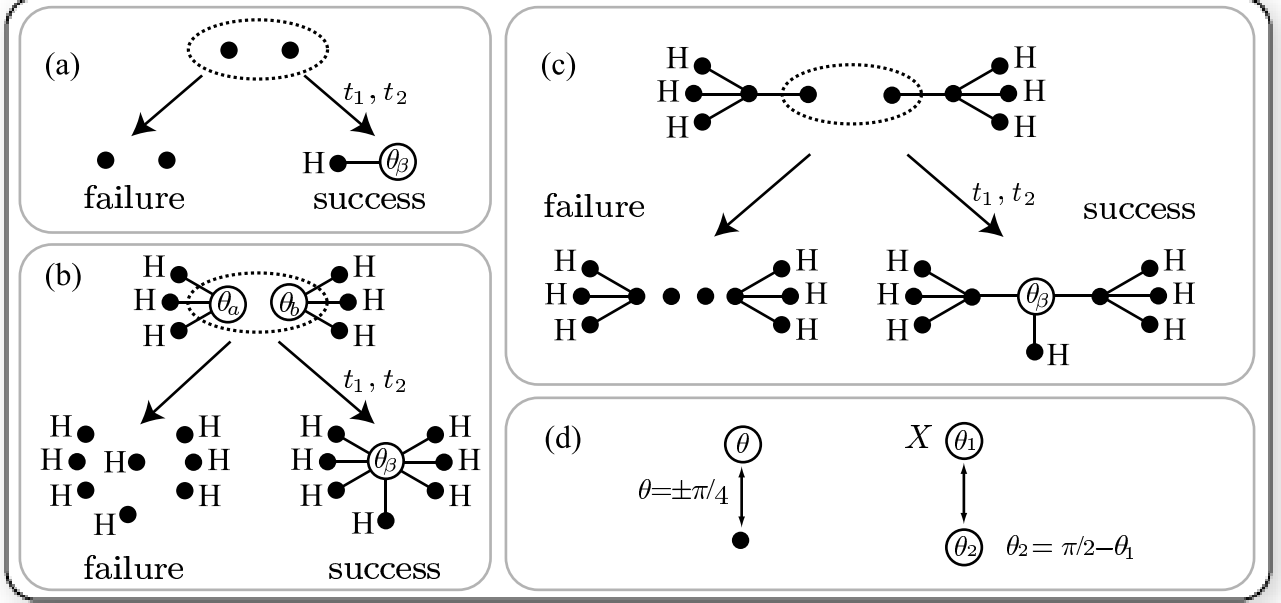 (a)
t₁, t₂
H θᵦ
failure success
(b)
H H
H θₐ θ_b H
H H
t₁, t₂
H H H H
H H H H θᵦ H
H H H H
H H
failure success
(c)
H H
H H
H H
failure t₁, t₂ success
H H H H
H H H θᵦ H
H H H H
H
(d)
θ X θ₁
θ=±π/4
θ₂ θ₂= π/2−θ₁